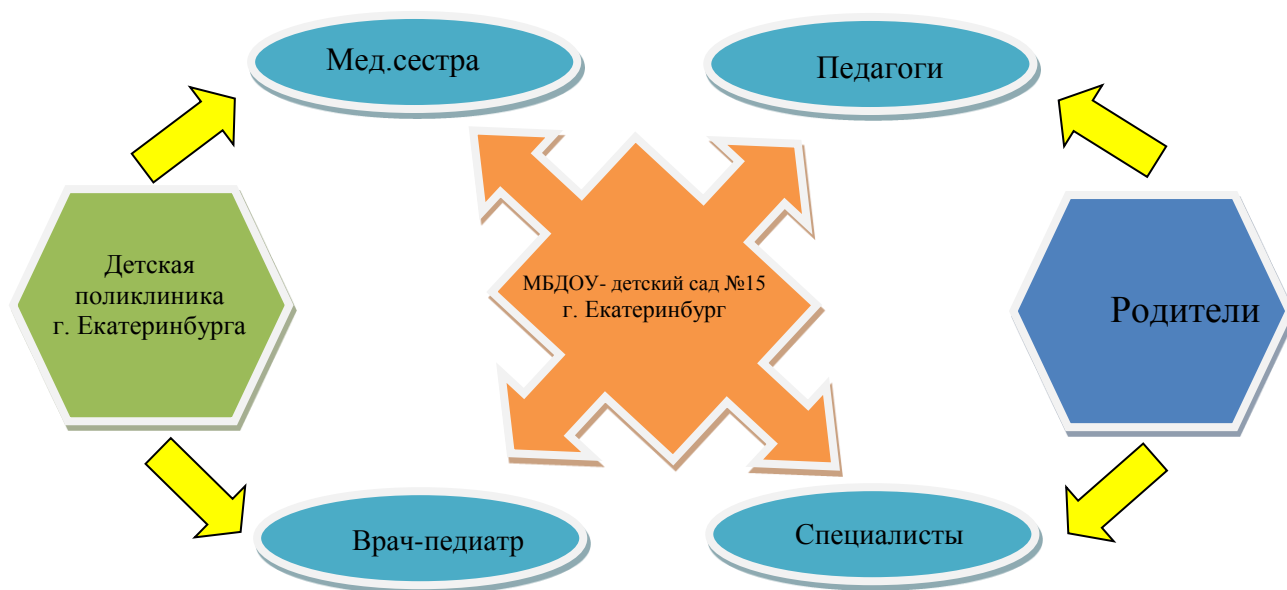 Мед.сестра
Педагоги
Детская
поликлиника
г. Екатеринбурга
МБДОУ- детский сад №15
г. Екатеринбург
Родители
Врач-педиатр
Специалисты